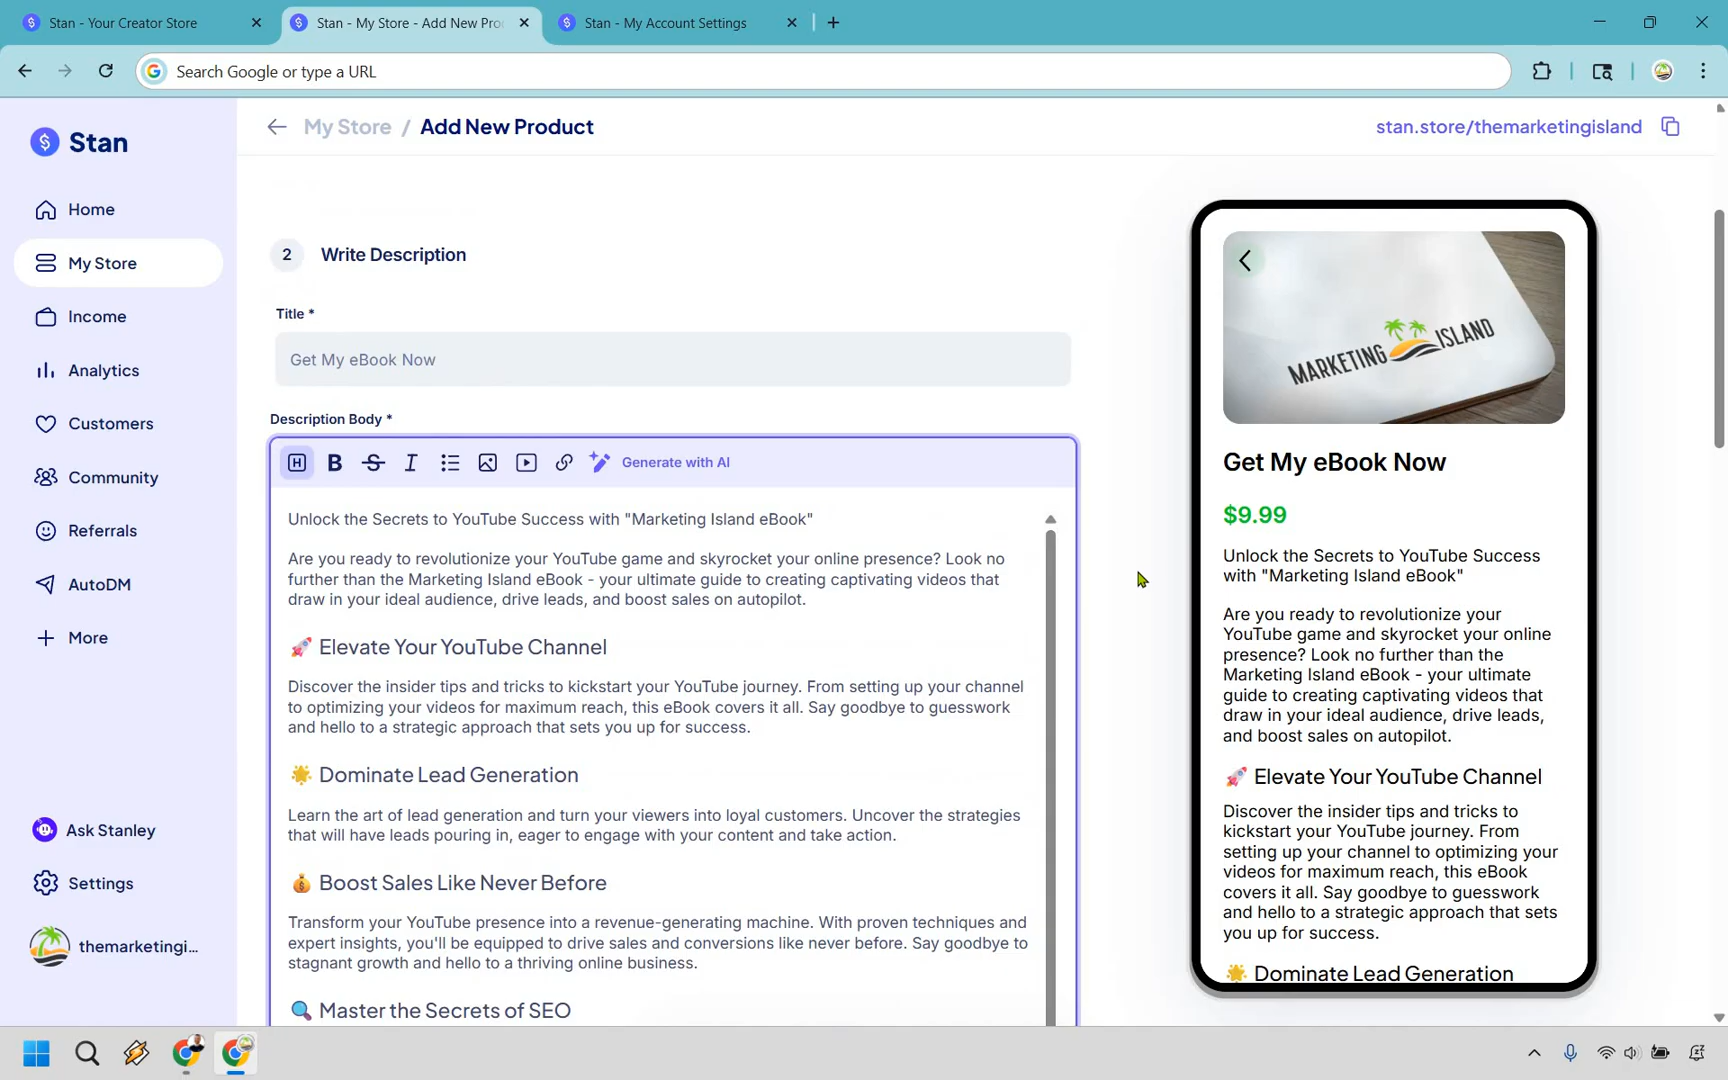 Stan - Your Creator Store
Stan - My Store - Add New Pro
Stan - My Account Settings
Search Google or type a URL
Stan
Home
My Store
Income
Analytics
Customers
Community
Referrals
AutoDM
More
Ask Stanley
Settings
themarketingi...
My Store / Add New Product
stan.store/themarketingisland
2
Write Description
Title *
Get My eBook Now
Description Body *
H B S I
Generate with AI
Unlock the Secrets to YouTube Success with "Marketing Island eBook"
Are you ready to revolutionize your YouTube game and skyrocket your online presence? Look no
further than the Marketing Island eBook - your ultimate guide to creating captivating videos that
draw in your ideal audience, drive leads, and boost sales on autopilot.
🚀 Elevate Your YouTube Channel
Discover the insider tips and tricks to kickstart your YouTube journey. From setting up your channel
to optimizing your videos for maximum reach, this eBook covers it all. Say goodbye to guesswork
and hello to a strategic approach that sets you up for success.
🌟 Dominate Lead Generation
Learn the art of lead generation and turn your viewers into loyal customers. Uncover the strategies
that will have leads pouring in, eager to engage with your content and take action.
💰 Boost Sales Like Never Before
Transform your YouTube presence into a revenue-generating machine. With proven techniques and
expert insights, you'll be equipped to drive sales and conversions like never before. Say goodbye to
stagnant growth and hello to a thriving online business.
🔍 Master the Secrets of SEO
MARKETING ISLAND
Get My eBook Now
$9.99
Unlock the Secrets to YouTube Success
with "Marketing Island eBook"
Are you ready to revolutionize your
YouTube game and skyrocket your online
presence? Look no further than the
Marketing Island eBook - your ultimate
guide to creating captivating videos that
draw in your ideal audience, drive leads,
and boost sales on autopilot.
🚀 Elevate Your YouTube Channel
Discover the insider tips and tricks to
kickstart your YouTube journey. From
setting up your channel to optimizing your
videos for maximum reach, this eBook
covers it all. Say goodbye to guesswork
and hello to a strategic approach that sets
you up for success.
🌟 Dominate Lead Generation